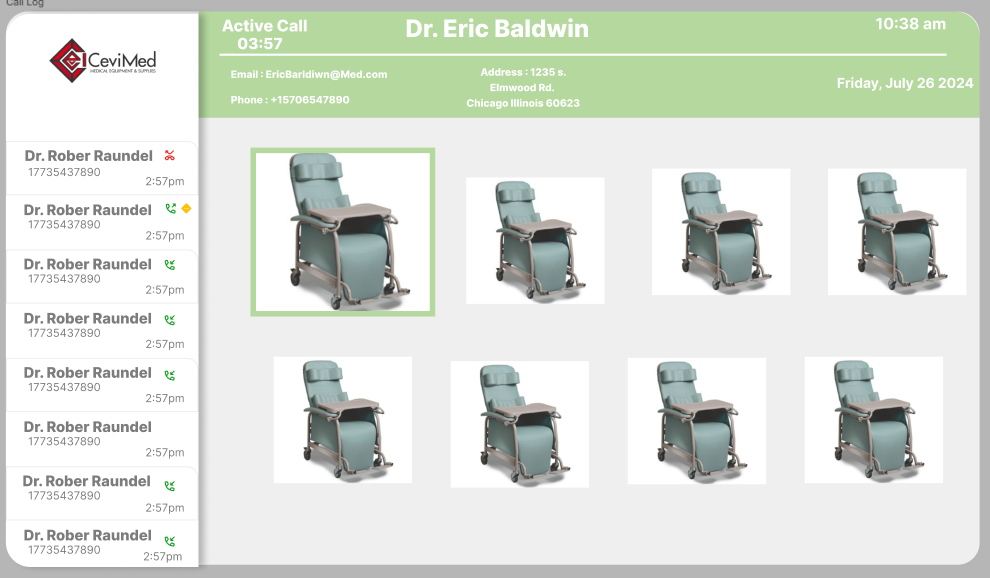 Call Log
CeviMed
MEDICAL EQUIPMENT & SUPPLIES
Active Call
03:57
Dr. Eric Baldwin
10:38 am
Email : EricBarldiwn@Med.com
Phone : +15706547890
Address : 1235 s.
Elmwood Rd.
Chicago Illinois 60623
Friday, July 26 2024
Dr. Rober Raundel
17735437890
2:57pm
Dr. Rober Raundel
17735437890
2:57pm
Dr. Rober Raundel
17735437890
2:57pm
Dr. Rober Raundel
17735437890
2:57pm
Dr. Rober Raundel
17735437890
2:57pm
Dr. Rober Raundel
17735437890
2:57pm
Dr. Rober Raundel
17735437890
2:57pm
Dr. Rober Raundel
17735437890
2:57pm